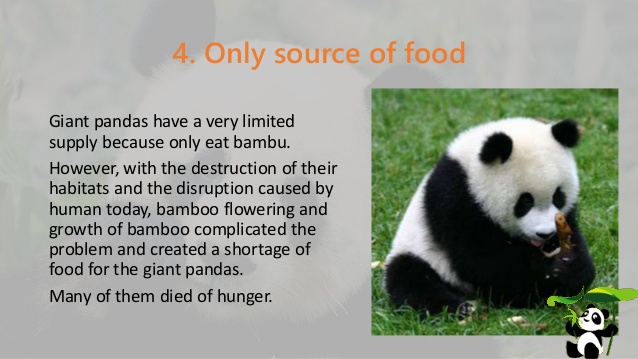 4. Only source of food
Giant pandas have a very limited
supply because only eat bambu.
However, with the destruction of their
habitats and the disruption caused by
human today, bamboo flowering and
growth of bamboo complicated the
problem and created a shortage of
food for the giant pandas.
Many of them died of hunger.